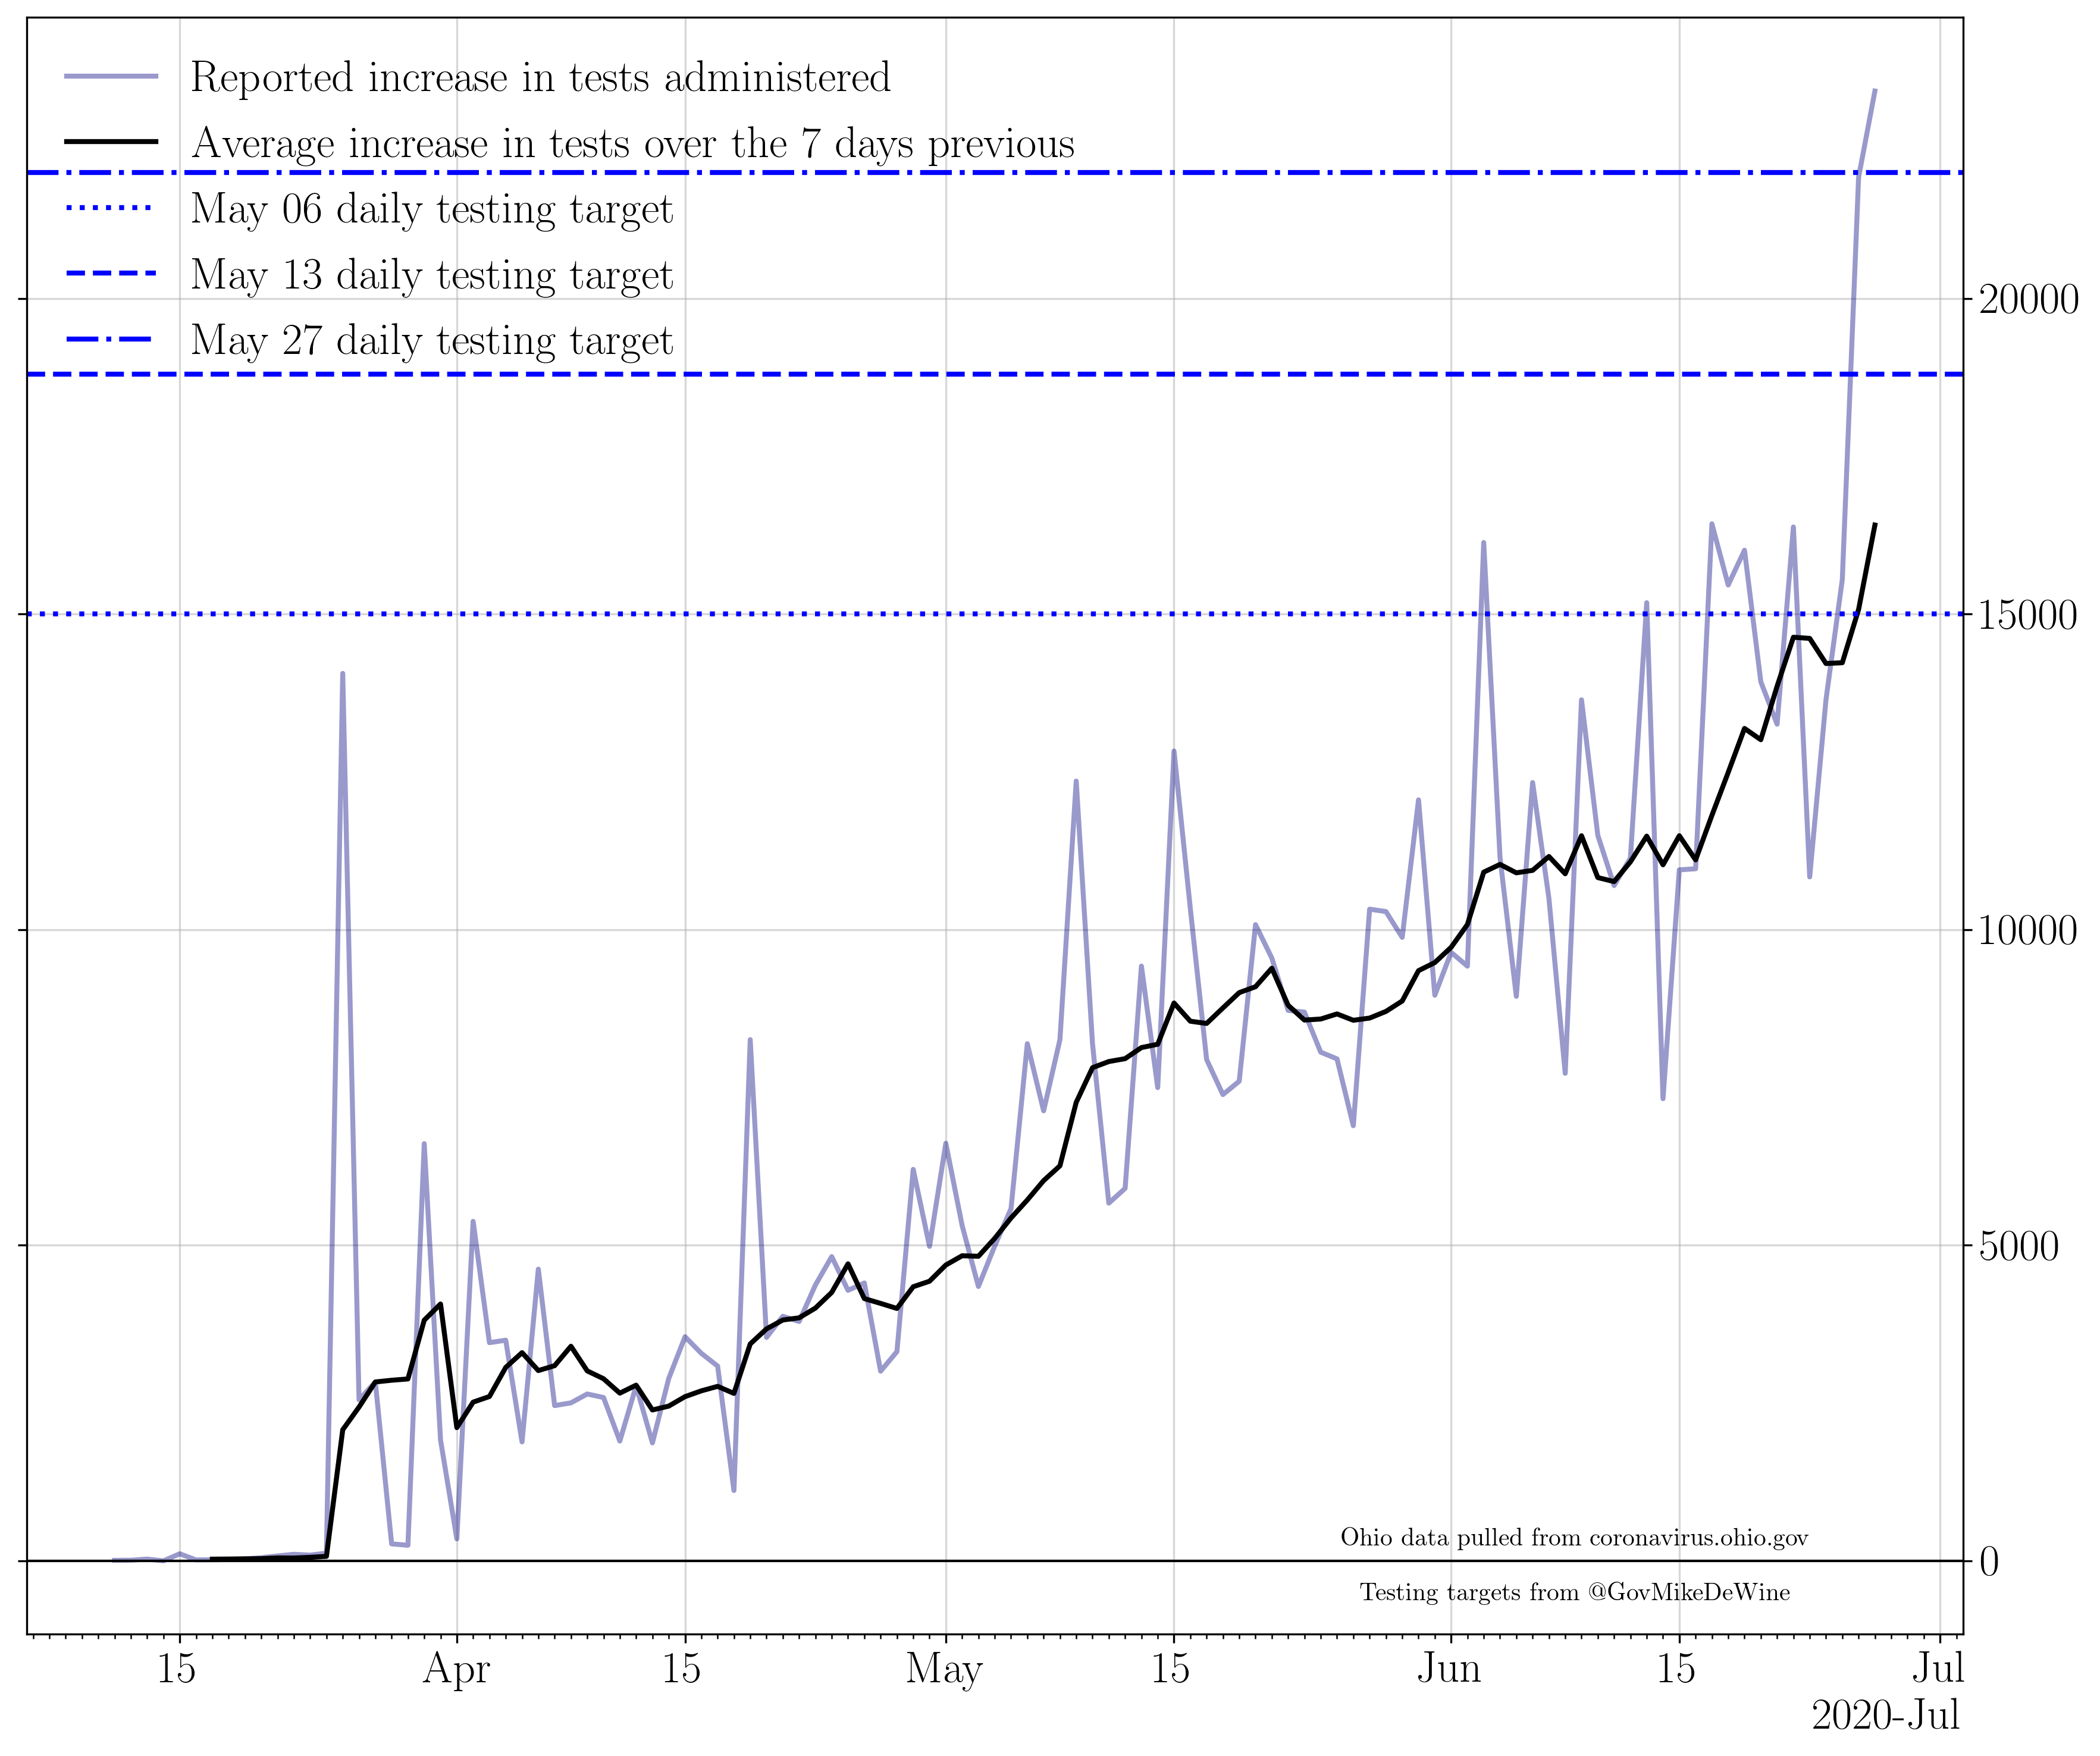 Reported increase in tests administered
Average increase in tests over the 7 days previous
May 06 daily testing target
May 13 daily testing target
May 27 daily testing target
20000
15000
10000
5000
0
Ohio data pulled from coronavirus.ohio.gov
Testing targets from @GovMikeDeWine
15 Apr 15 May 15 Jun 15 Jul
2020-Jul